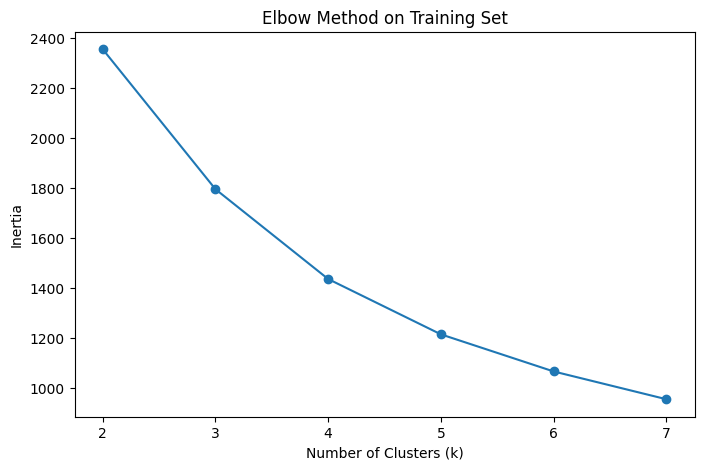 Elbow Method on Training Set
2400
2200
2000
1800
1600
1400
1200
1000
Inertia
2 3 4 5 6 7
Number of Clusters (k)